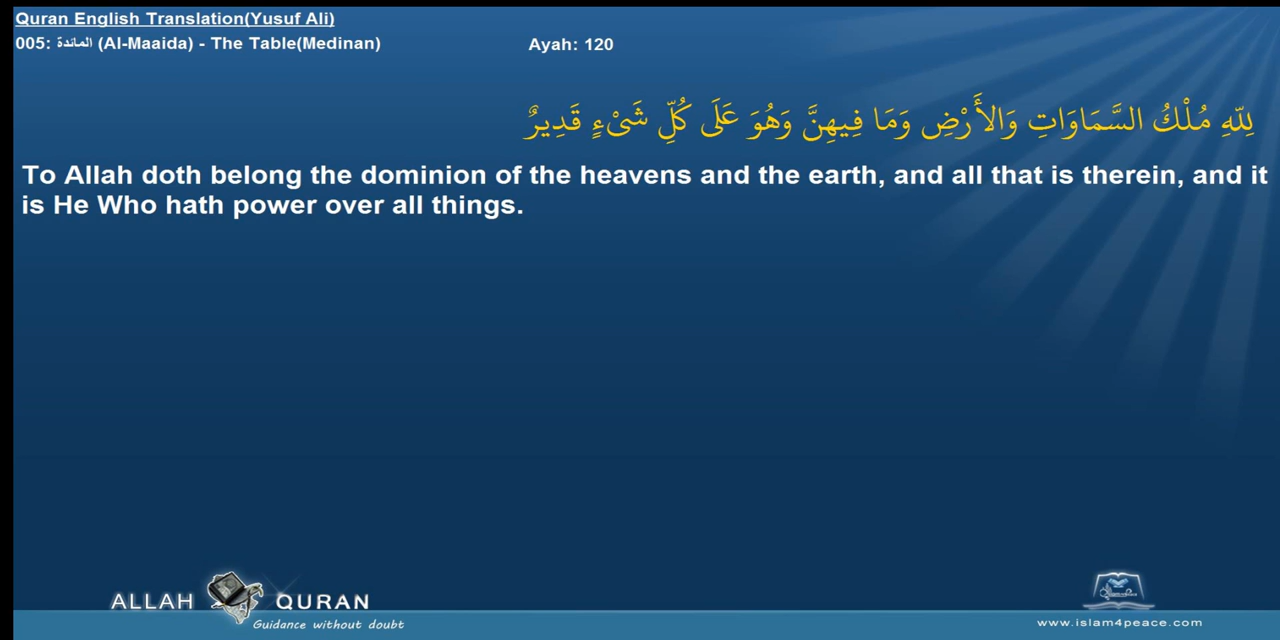 Quran English Translation(Yusuf Ali)
005: المائدة (Al-Maaida) - The Table(Medinan)
Ayah: 120
لِلّهِ مُلْكُ السَّمَاوَاتِ وَالأَرْضِ وَمَا فِيهِنَّ وَهُوَ عَلَى كُلِّ شَيْءٍ قَدِيرٌ
To Allah doth belong the dominion of the heavens and the earth, and all that is therein, and it
is He Who hath power over all things.
ALLAH QURAN
Guidance without doubt
www.islam4peace.com